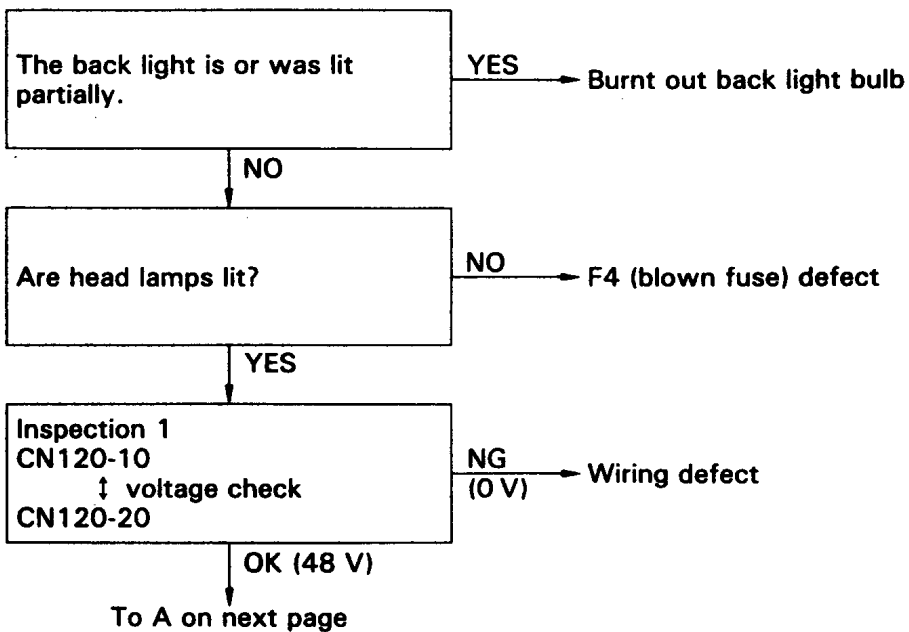 The back light is or was lit
partially.
YES
Burnt out back light bulb
NO
Are head lamps lit?
NO
F4 (blown fuse) defect
YES
Inspection 1
CN120-10
↕ voltage check
CN120-20
NG
(0 V)
Wiring defect
OK (48 V)
To A on next page